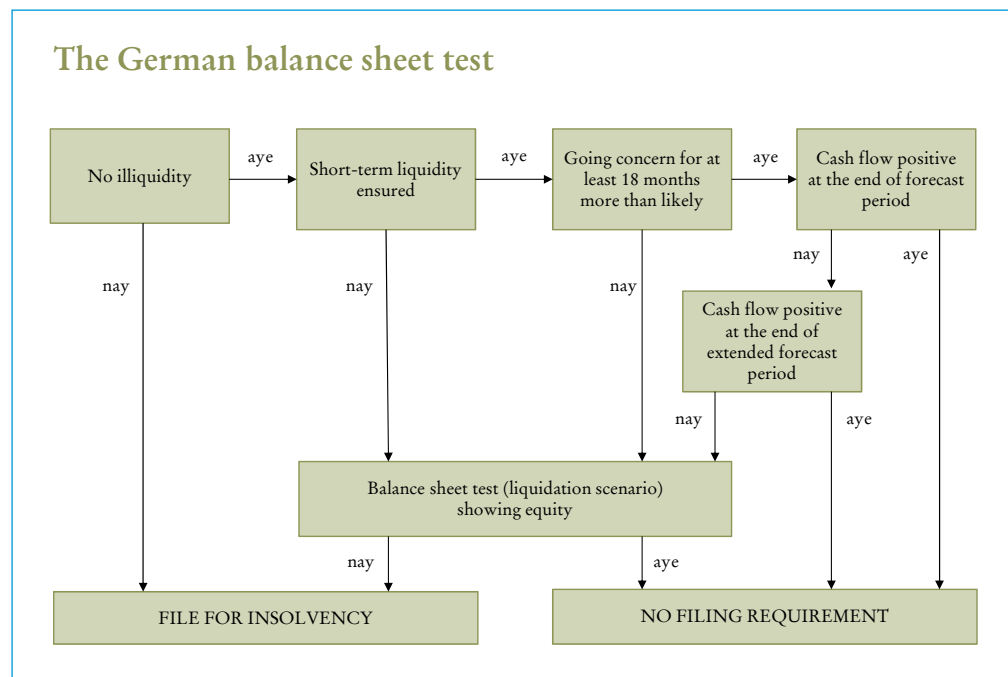 The German balance sheet test
No illiquidity
aye
Short-term liquidity
ensured
aye
Going concern for at
least 18 months
more than likely
aye
Cash flow positive
at the end of forecast
period
nay
nay
nay
nay
aye
Cash flow positive
at the end of
extended forecast
period
nay
aye
Balance sheet test (liquidation scenario)
showing equity
nay
aye
FILE FOR INSOLVENCY
NO FILING REQUIREMENT